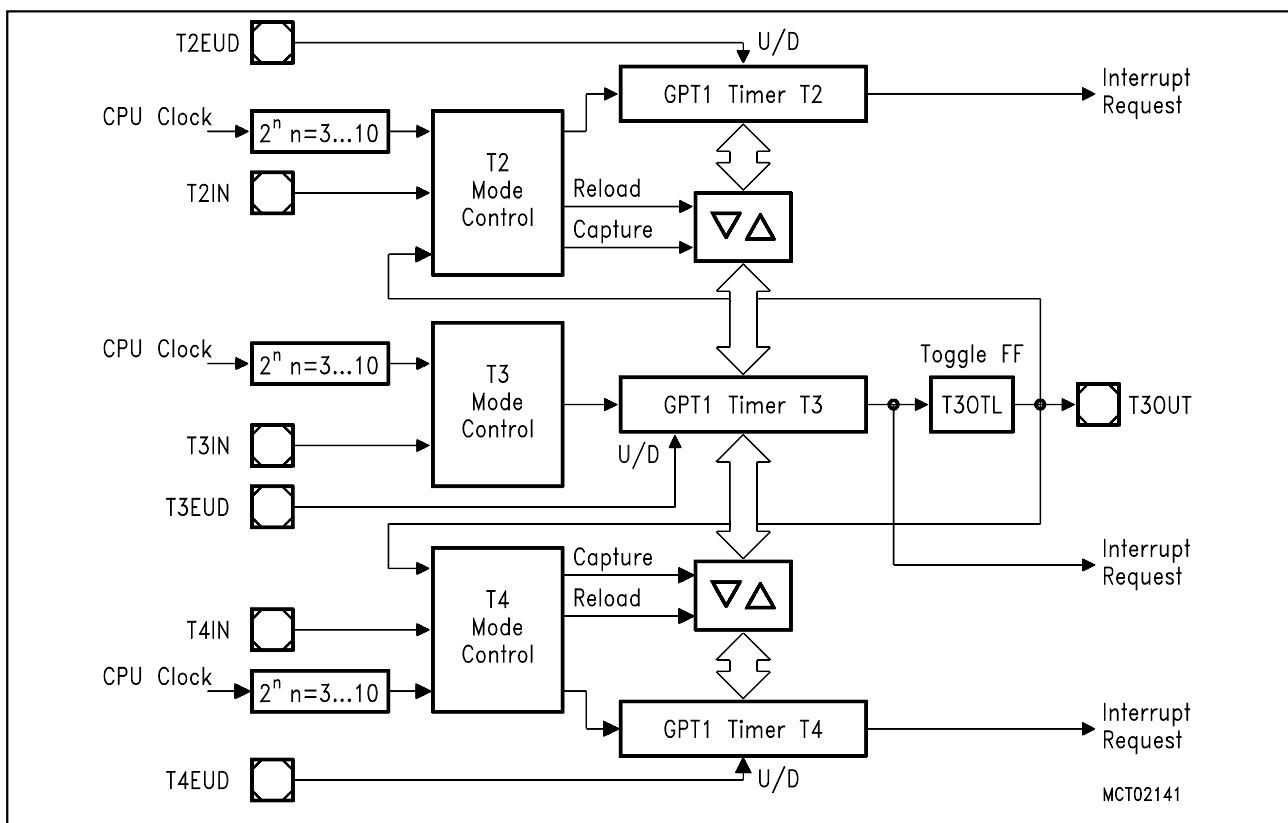 T2EUD
U/D
GPT1 Timer T2
Interrupt
Request
CPU Clock
2ⁿ n=3...10
T2
Mode
Control
T2IN
Reload
Capture
CPU Clock
2ⁿ n=3...10
T3
Mode
Control
GPT1 Timer T3
Toggle FF
T3OTL
T3OUT
T3IN
U/D
T3EUD
Capture
Reload
Interrupt
Request
T4
Mode
Control
T4IN
CPU Clock
2ⁿ n=3...10
GPT1 Timer T4
Interrupt
Request
T4EUD
U/D
MCT02141